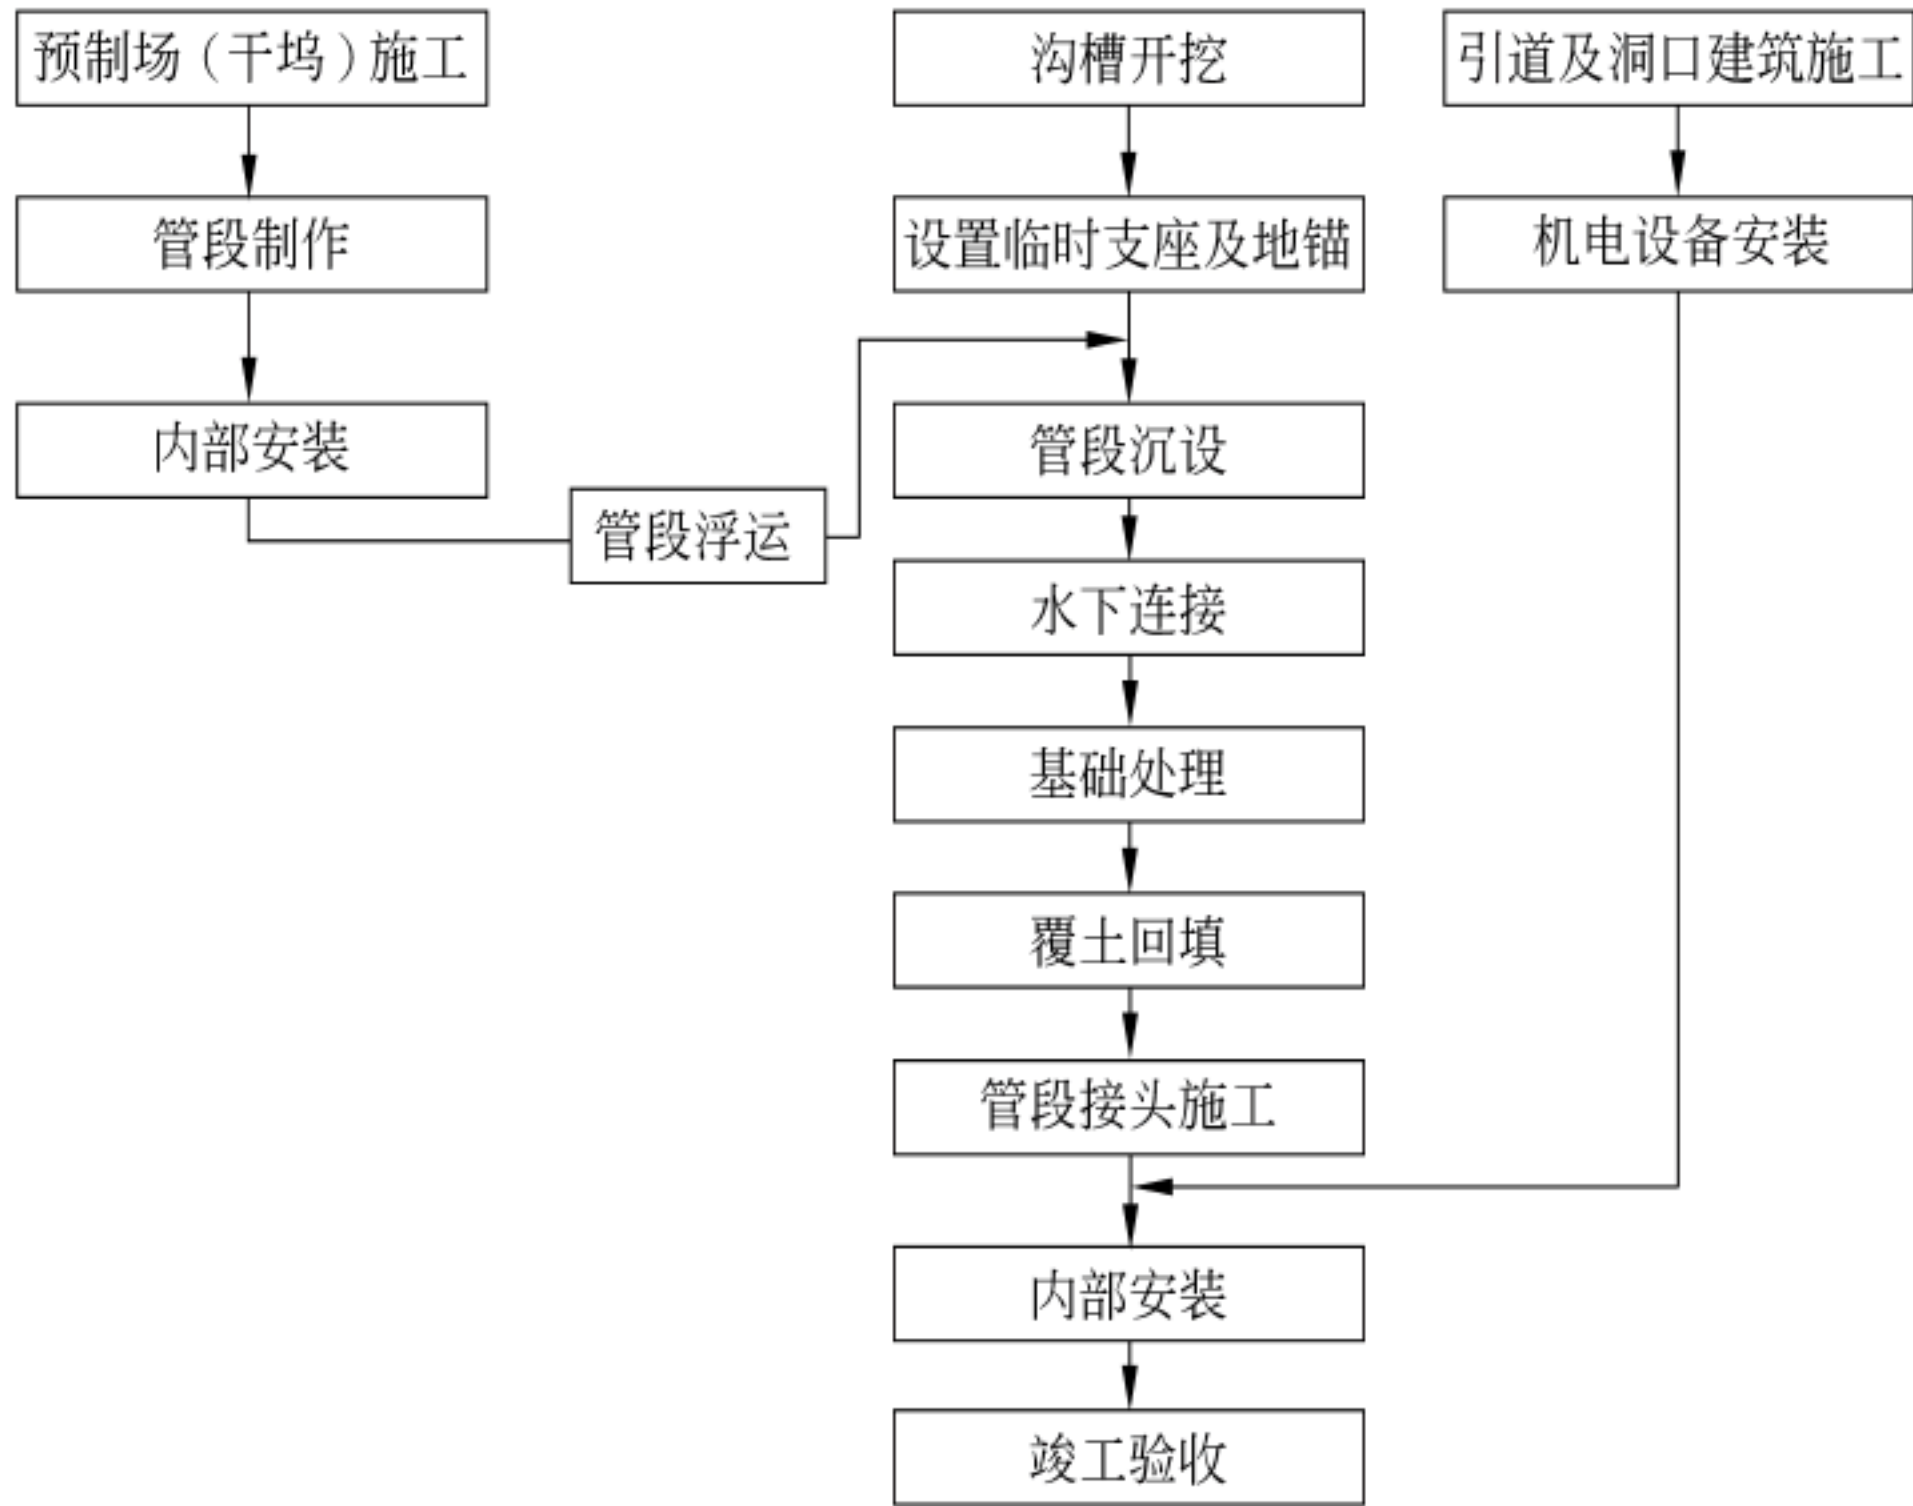 预制场（干坞）施工
沟槽开挖
引道及洞口建筑施工
管段制作
设置临时支座及地锚
机电设备安装
内部安装
管段沉设
管段浮运
水下连接
基础处理
覆土回填
管段接头施工
内部安装
竣工验收